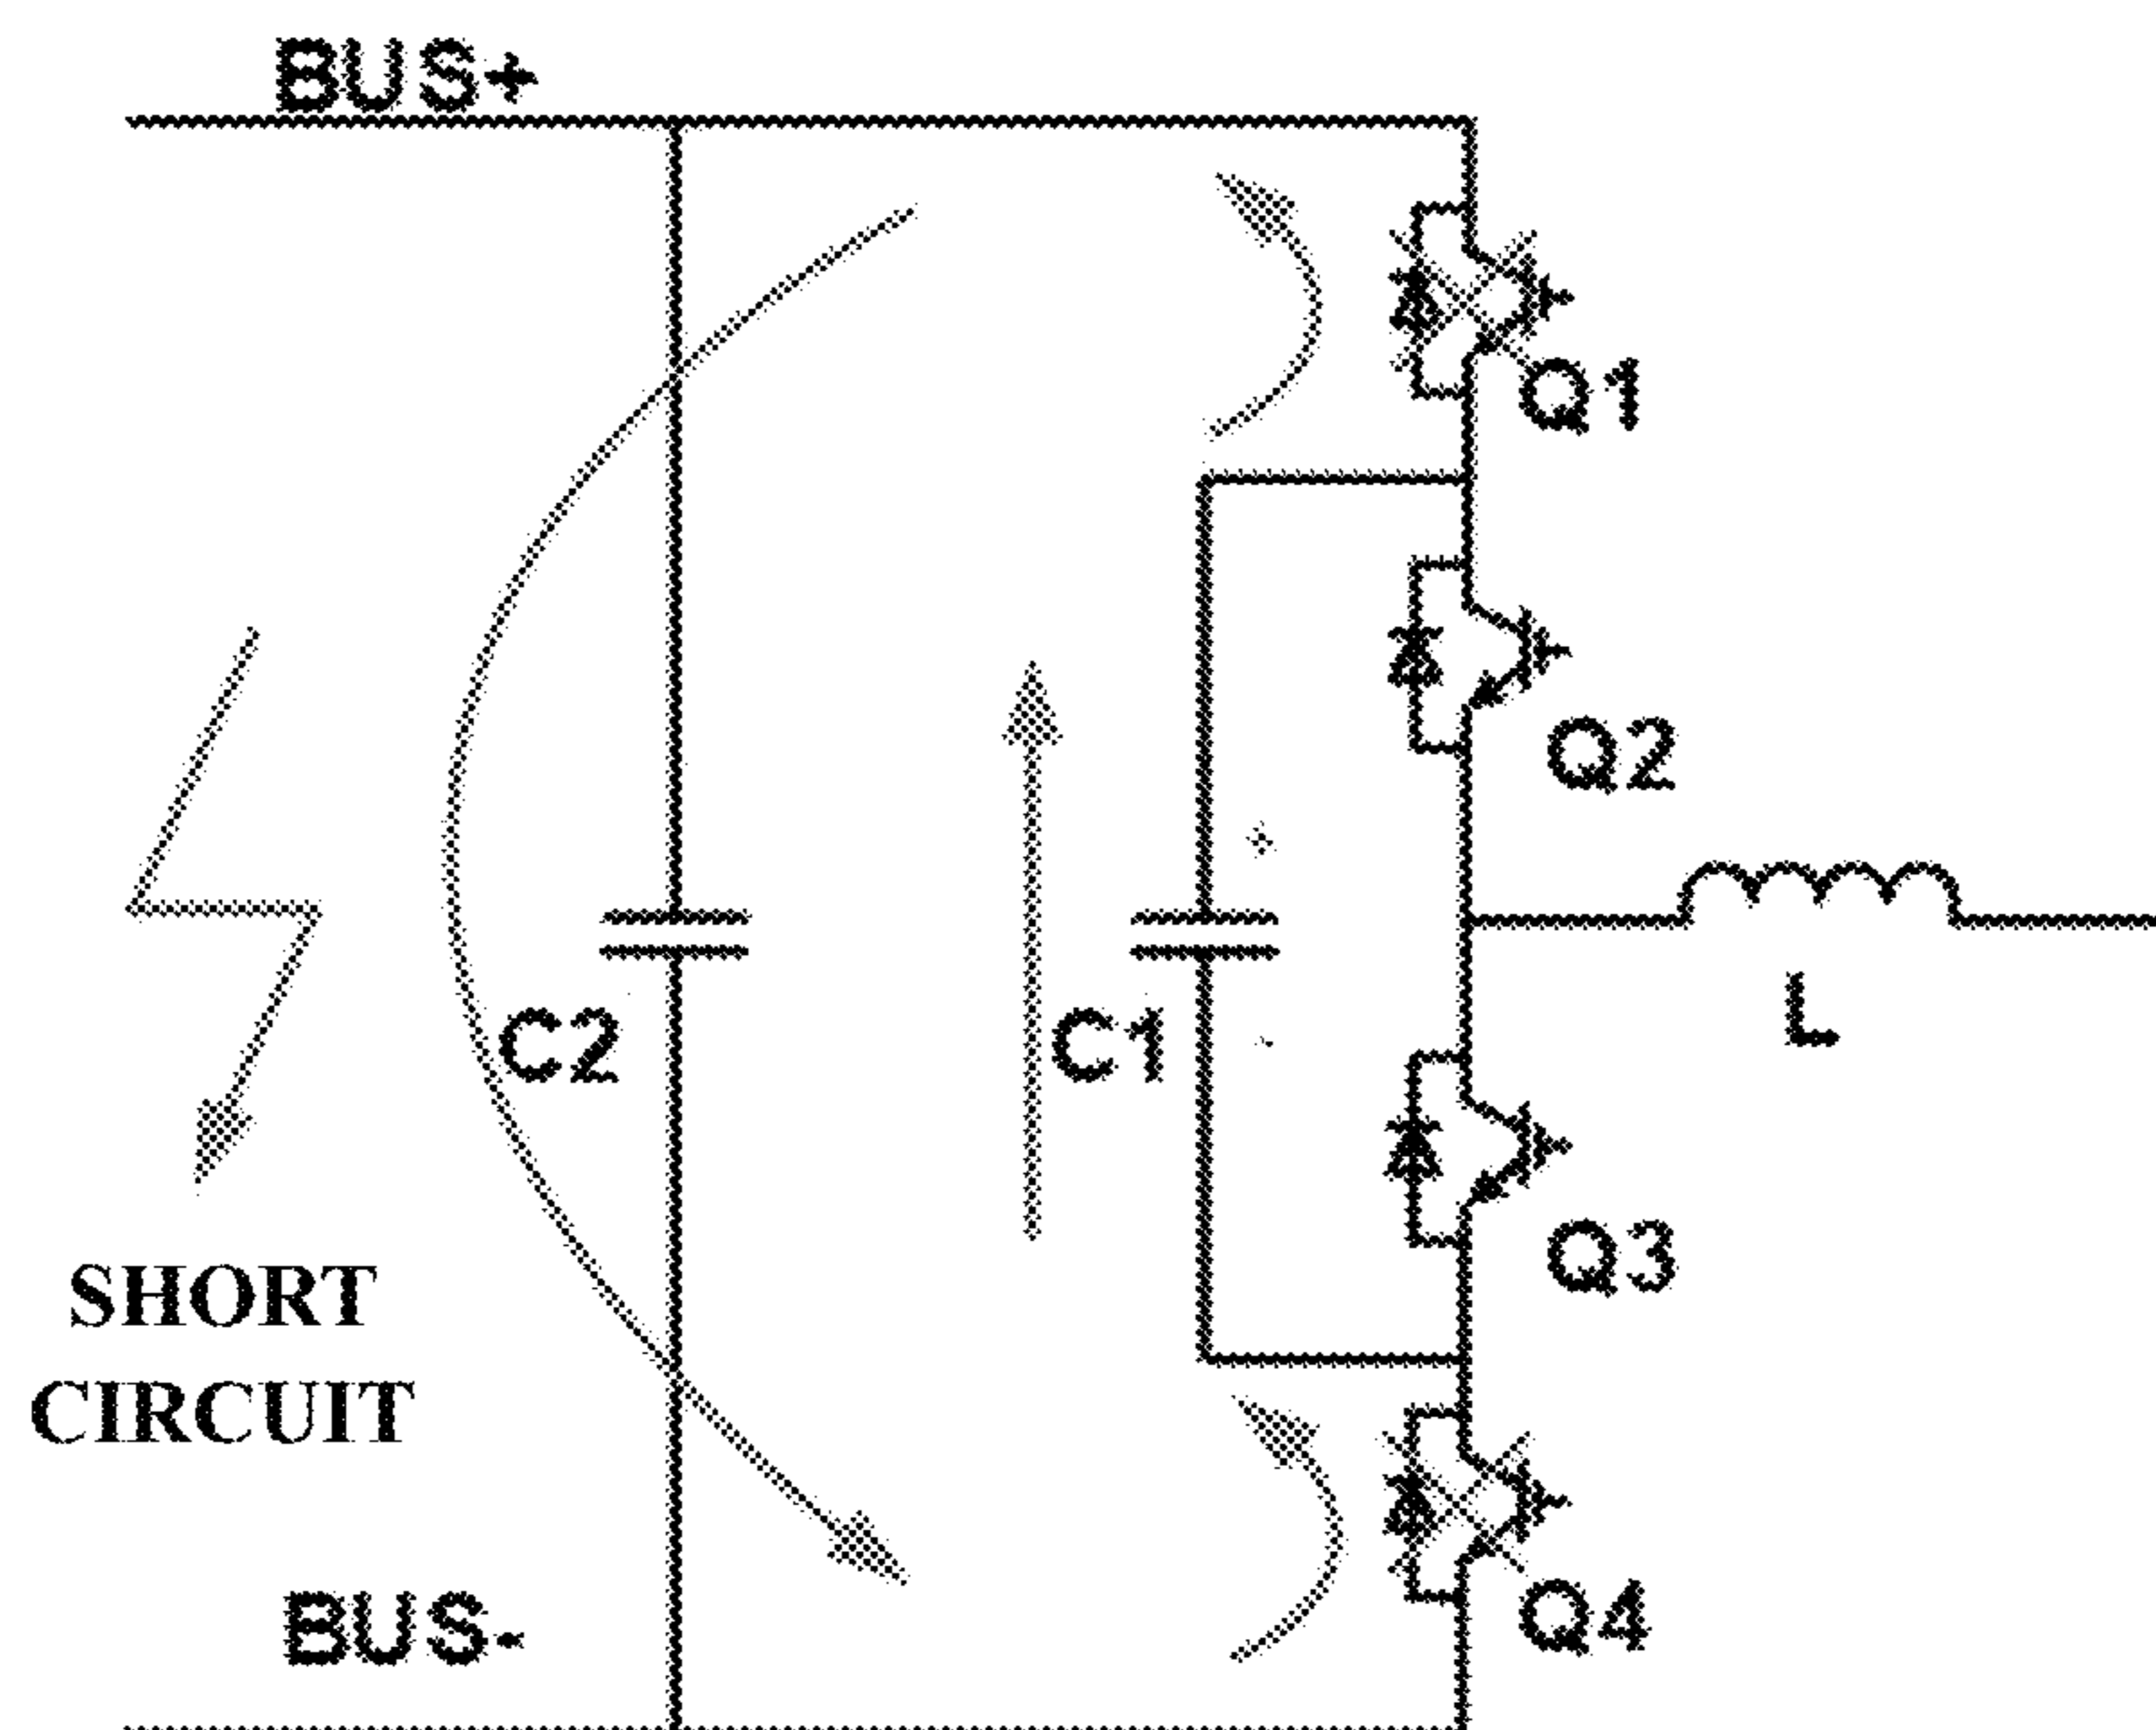 BUS+
Q1
Q2
C2
C1
L
Q3
SHORT
CIRCUIT
Q4
BUS-